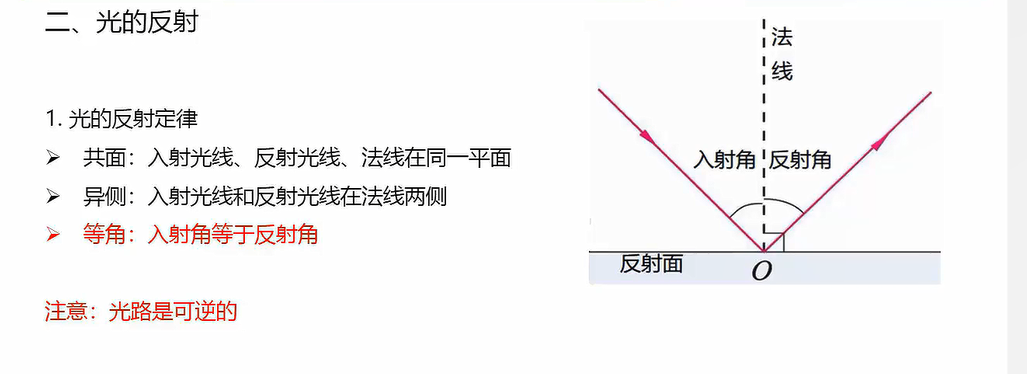 二、光的反射
1. 光的反射定律
➢ 共面：入射光线、反射光线、法线在同一平面
➢ 异侧：入射光线和反射光线在法线两侧
➢ 等角：入射角等于反射角
注意：光路是可逆的
法
线
入射角 反射角
反射面
O